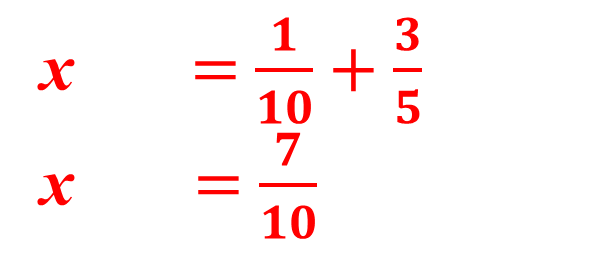 x = 1/10 + 3/5
x = 7/10